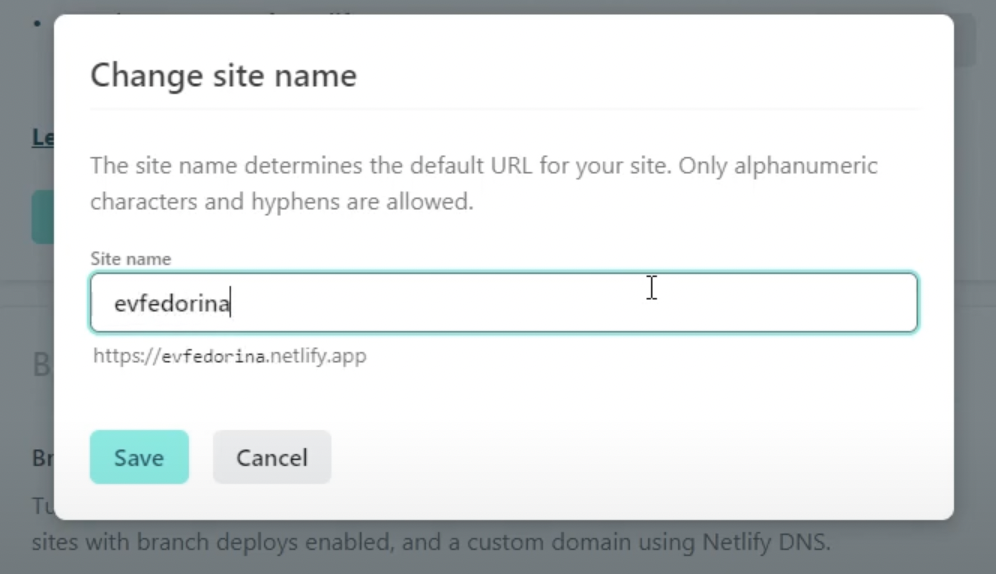 Change site name
The site name determines the default URL for your site. Only alphanumeric
characters and hyphens are allowed.
Site name
evfedorina
https://evfedorina.netlify.app
Save
Cancel
sites with branch deploys enabled, and a custom domain using Netlify DNS.